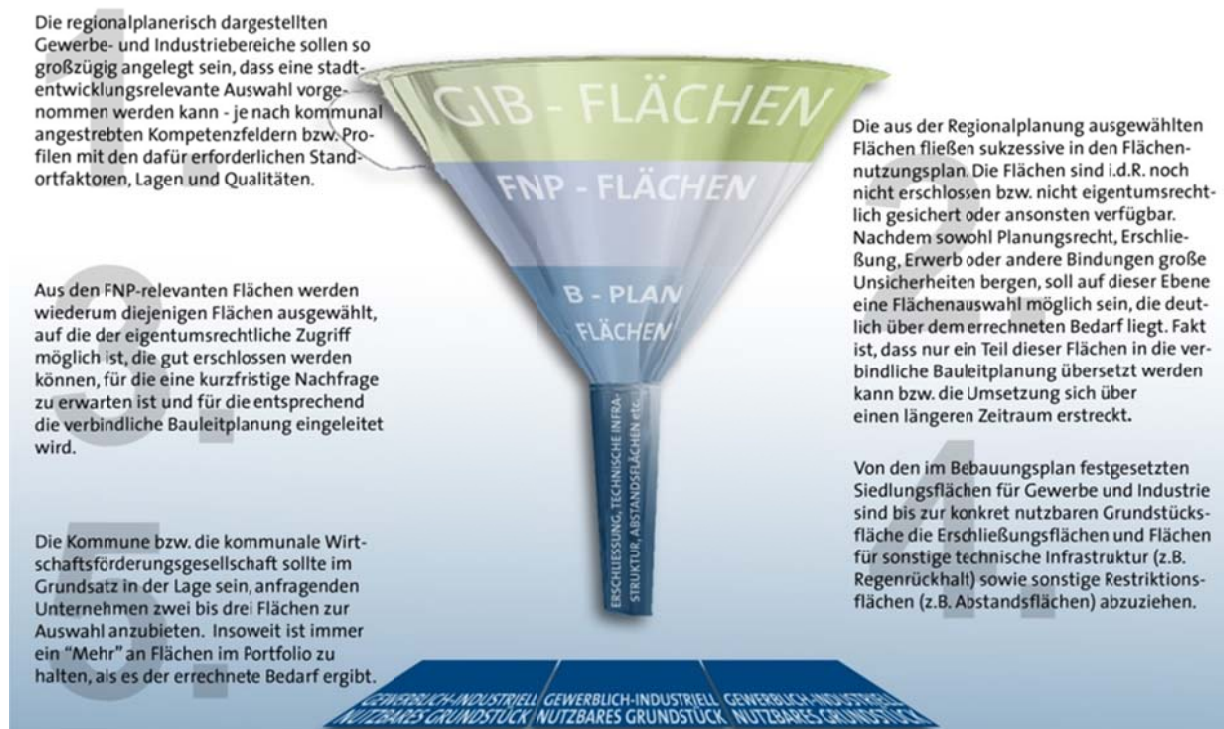 1.
Die regionalplanerisch dargestellten
Gewerbe- und Industriebereiche sollen so
großzügig angelegt sein, dass eine stadt-
entwicklungsrelevante Auswahl vorge-
nommen werden kann - je nach kommunal
angestrebten Kompetenzfeldern bzw. Pro-
filen mit den dafür erforderlichen Stand-
ortfaktoren, Lagen und Qualitäten.
GIB - FLÄCHEN
FNP - FLÄCHEN
B - PLAN
FLÄCHEN
ERSCHLIESSUNG, TECHNISCHE INFRA-
STRUKTUR, ABSTANDSFLÄCHEN etc.
2.
Die aus der Regionalplanung ausgewählten
Flächen fließen sukzessive in den Flächen-
nutzungsplan. Die Flächen sind i.d.R. noch
nicht erschlossen bzw. nicht eigentumsrecht-
lich gesichert oder ansonsten verfügbar.
Nachdem sowohl Planungsrecht, Erschlie-
ßung, Erwerb oder andere Bindungen große
Unsicherheiten bergen, soll auf dieser Ebene
eine Flächenauswahl möglich sein, die deut-
lich über dem errechneten Bedarf liegt. Fakt
ist, dass nur ein Teil dieser Flächen in die ver-
bindliche Bauleitplanung übersetzt werden
kann bzw. die Umsetzung sich über
einen längeren Zeitraum erstreckt.
3.
Aus den FNP-relevanten Flächen werden
wiederum diejenigen Flächen ausgewählt,
auf die der eigentumsrechtliche Zugriff
möglich ist, die gut erschlossen werden
können, für die eine kurzfristige Nachfrage
zu erwarten ist und für die entsprechend
die verbindliche Bauleitplanung eingeleitet
wird.
4.
Von den im Bebauungsplan festgesetzten
Siedlungsflächen für Gewerbe und Industrie
sind bis zur konkret nutzbaren Grundstücks-
fläche die Erschließungsflächen und Flächen
für sonstige technische Infrastruktur (z.B.
Regenrückhalt) sowie sonstige Restriktions-
flächen (z.B. Abstandsflächen) abzuziehen.
5.
Die Kommune bzw. die kommunale Wirt-
schaftsförderungsgesellschaft sollte im
Grundsatz in der Lage sein, anfragenden
Unternehmen zwei bis drei Flächen zur
Auswahl anzubieten. Insoweit ist immer
ein “Mehr” an Flächen im Portfolio zu
halten, als es der errechnete Bedarf ergibt.
GEWERBLICH-INDUSTRIELL
NUTZBARES GRUNDSTÜCK
GEWERBLICH-INDUSTRIELL
NUTZBARES GRUNDSTÜCK
GEWERBLICH-INDUSTRIELL
NUTZBARES GRUNDSTÜCK